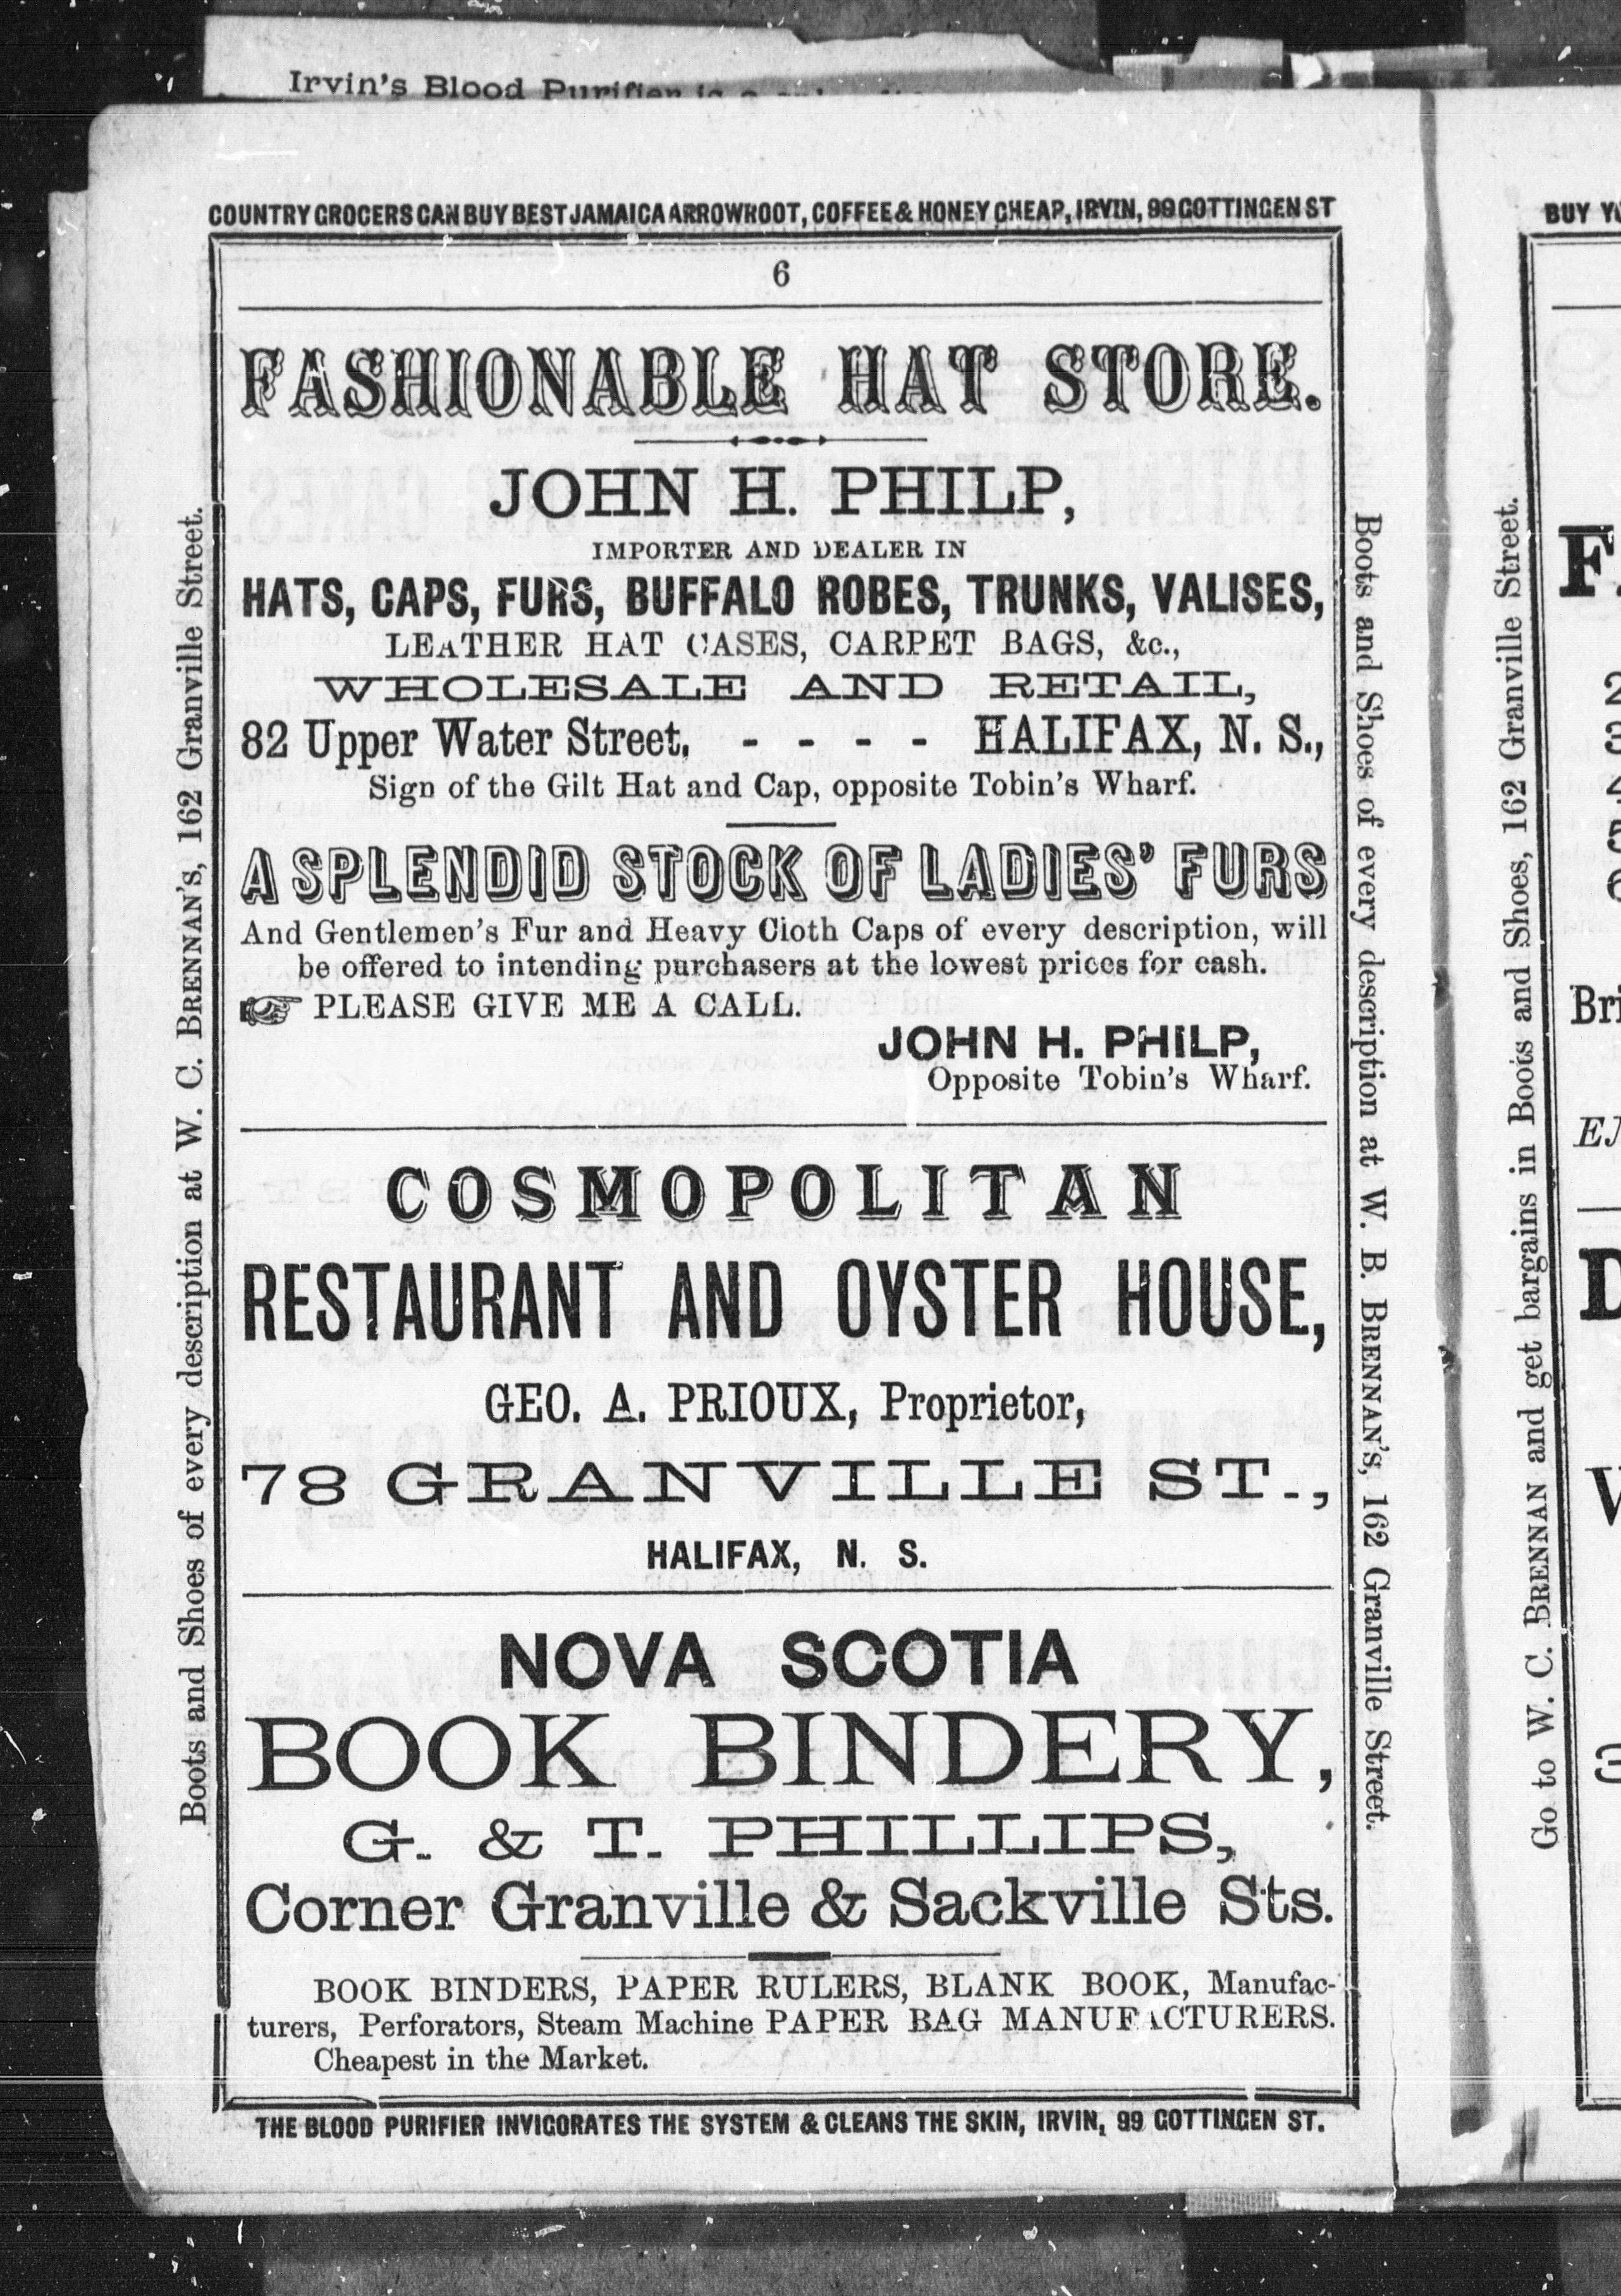 Irvin's Blood Purifier is a
COUNTRY GROCERS CAN BUY BEST JAMAICA ARROWROOT, COFFEE & HONEY CHEAP, IRVIN, 99 GOTTINGEN ST
6
FASHIONABLE HAT STORE.
JOHN H. PHILP,
IMPORTER AND DEALER IN
HATS, CAPS, FURS, BUFFALO ROBES, TRUNKS, VALISES,
LEATHER HAT CASES, CARPET BAGS, &c.,
WHOLESALE AND RETAIL,
82 Upper Water Street, - - - - HALIFAX, N. S.,
Sign of the Gilt Hat and Cap, opposite Tobin's Wharf.
A SPLENDID STOCK OF LADIES' FURS
And Gentlemen's Fur and Heavy Cloth Caps of every description, will
be offered to intending purchasers at the lowest prices for cash.
☞ PLEASE GIVE ME A CALL.
JOHN H. PHILP,
Opposite Tobin's Wharf.
COSMOPOLITAN
RESTAURANT AND OYSTER HOUSE,
GEO. A. PRIOUX, Proprietor,
78 GRANVILLE ST.,
HALIFAX, N. S.
NOVA SCOTIA
BOOK BINDERY,
G. & T. PHILLIPS,
Corner Granville & Sackville Sts.
BOOK BINDERS, PAPER RULERS, BLANK BOOK, Manufac-
turers, Perforators, Steam Machine PAPER BAG MANUFACTURERS.
Cheapest in the Market.
THE BLOOD PURIFIER INVIGORATES THE SYSTEM & CLEANS THE SKIN, IRVIN, 99 GOTTINGEN ST.
Boots and Shoes of every description at W. C. BRENNAN'S, 162 Granville Street.
Boots and Shoes of every description at W. B. BRENNAN'S, 162 Granville Street.
Go to W. C. BRENNAN and get bargains in Boots and Shoes, 162 Granville Street.
BUY
Bri